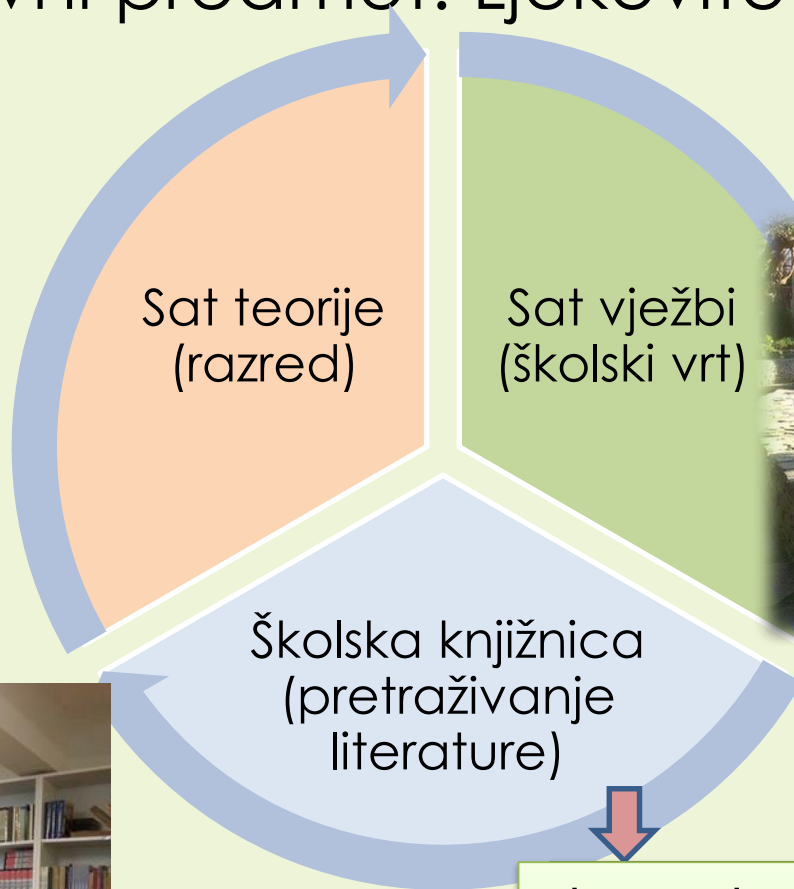 Sat teorije
(razred)
Sat vježbi
(školski vrt)
Školska knjižnica
(pretraživanje
literature)